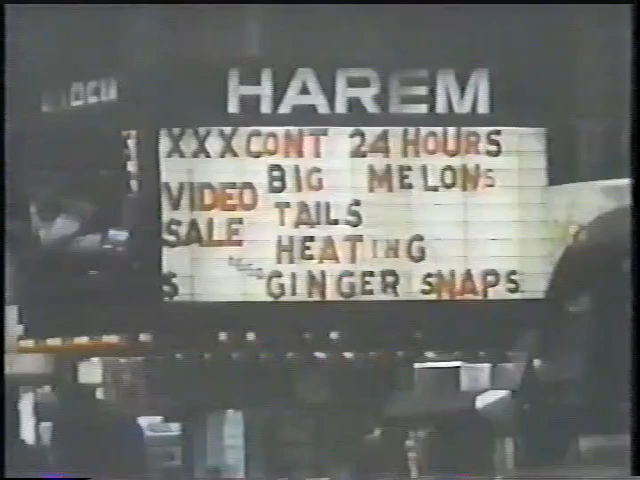 HAREM
XXX CONT 24 HOURS
BIG MELONS
VIDEO TAILS
SALE HEATING
$ GINGER SNAPS